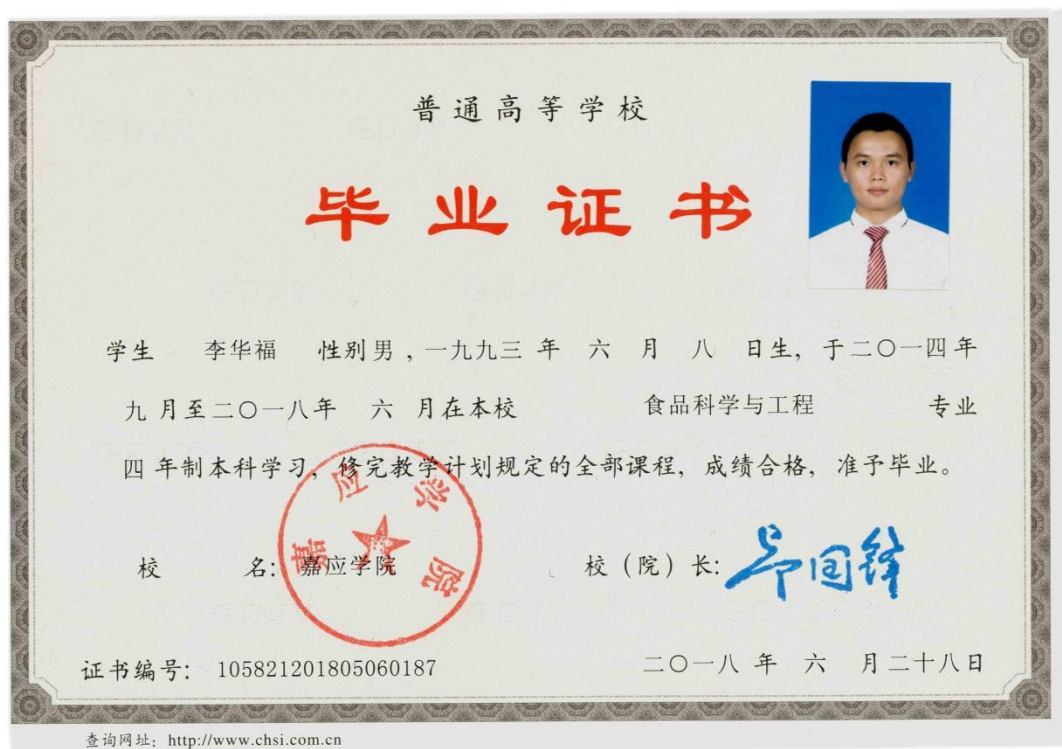 普通高等学校
毕业证书
学生 李华福 性别男，一九九三年 六 月 八 日生，于二〇一四年
九月至二〇一八年 六 月在本校 食品科学与工程 专业
四年制本科学习，修完教学计划规定的全部课程，成绩合格，准予毕业。
嘉应学院
校 名：嘉应学院 校（院）长：
证书编号：105821201805060187 二〇一八年 六 月二十八日
查询网址：http://www.chsi.com.cn